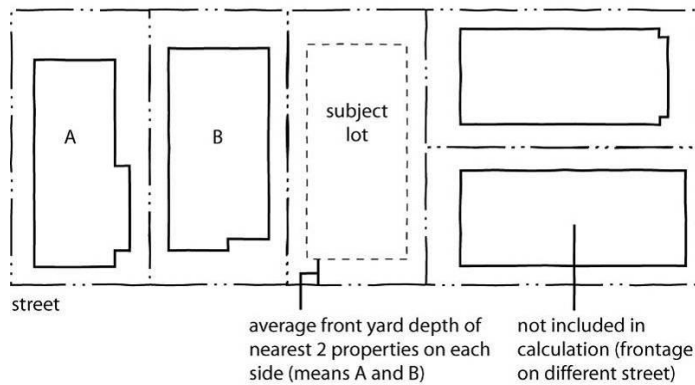 A
B
subject
lot
street
average front yard depth of
nearest 2 properties on each
side (means A and B)
not included in
calculation (frontage
on different street)